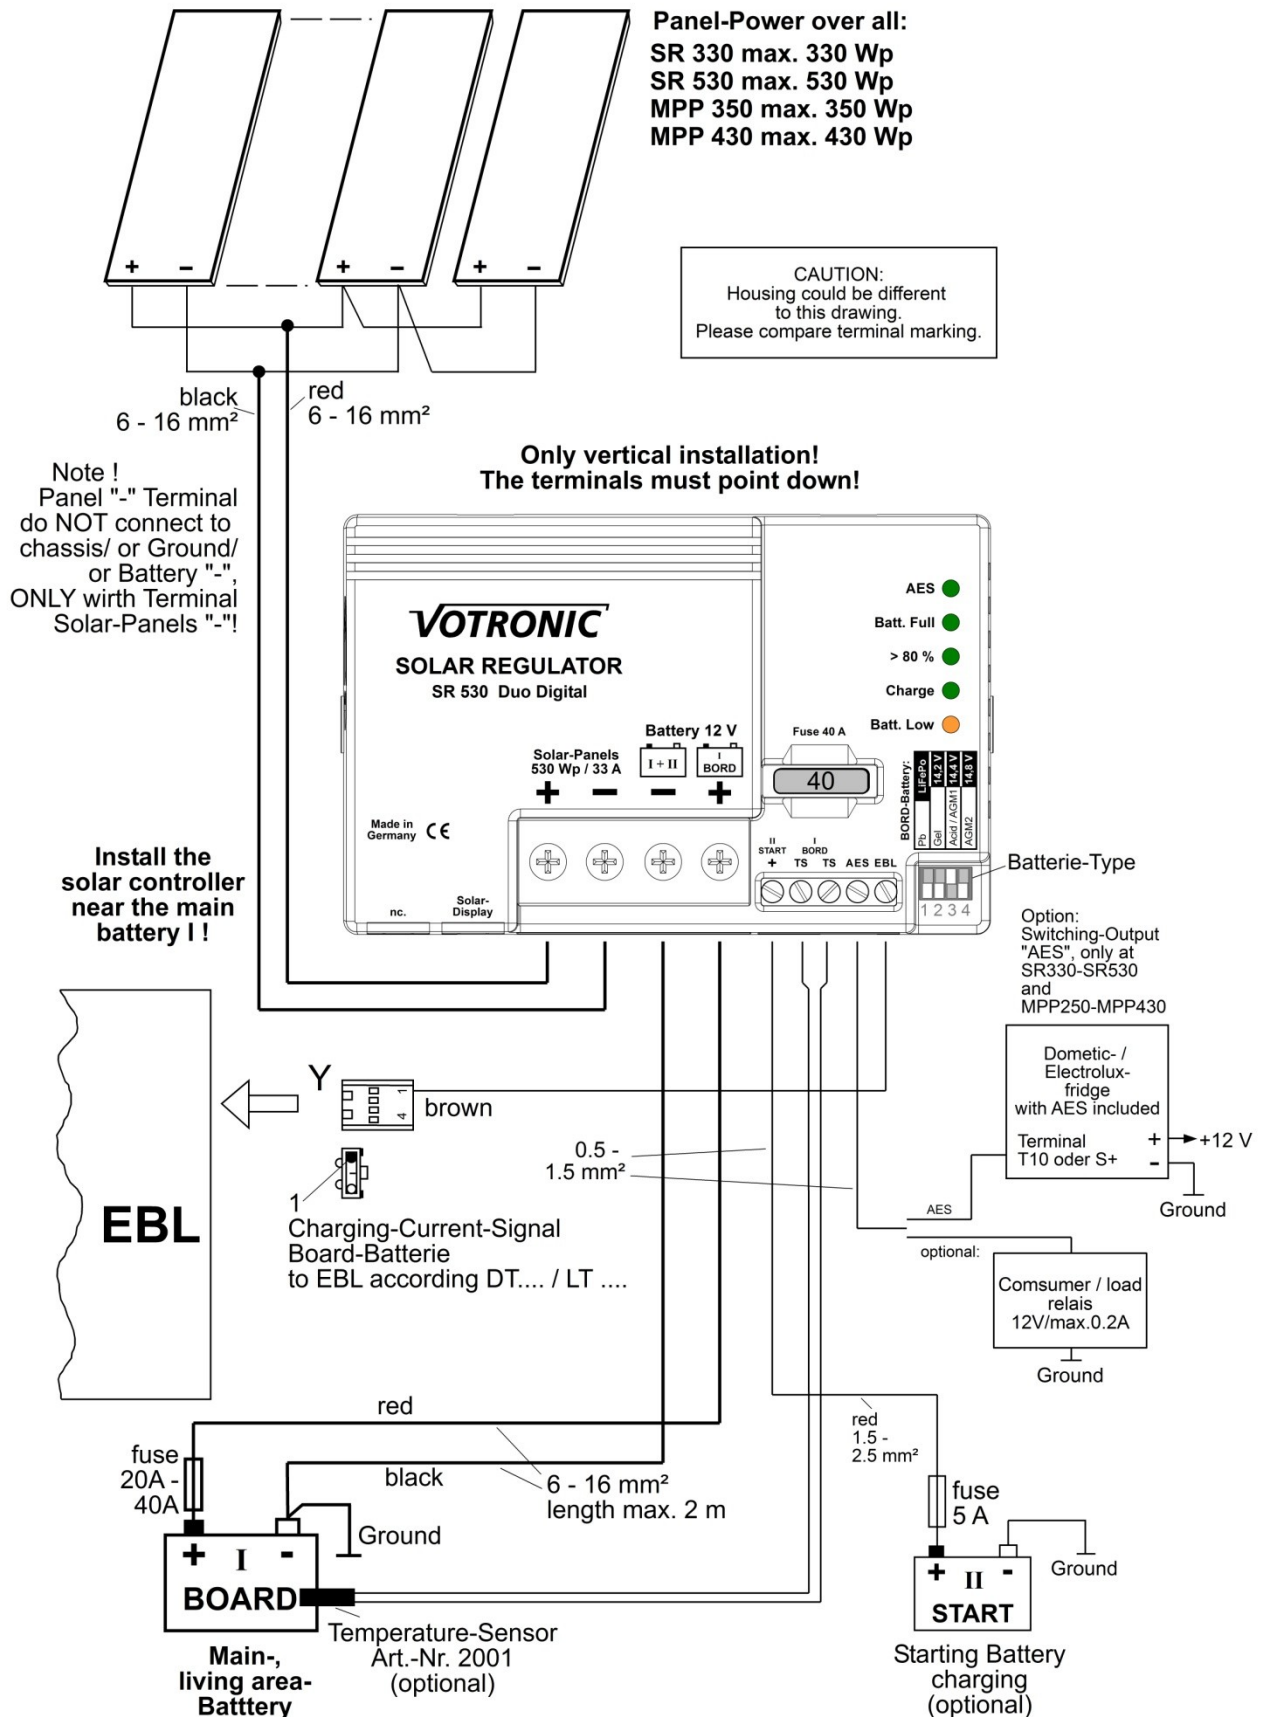 Panel-Power over all:
SR 330 max. 330 Wp
SR 530 max. 530 Wp
MPP 350 max. 350 Wp
MPP 430 max. 430 Wp
+ − + − + −
CAUTION:
Housing could be different
to this drawing.
Please compare terminal marking.
black
6 - 16 mm²
red
6 - 16 mm²
Note !
Panel "-" Terminal
do NOT connect to
chassis/ or Ground/
or Battery "-",
ONLY wirth Terminal
Solar-Panels "-"!
Only vertical installation!
The terminals must point down!
VOTRONIC
SOLAR REGULATOR
SR 530 Duo Digital
AES
Batt. Full
> 80 %
Charge
Batt. Low
Battery 12 V
Solar-Panels
530 Wp / 33 A
I + II
I
BORD
+ − − +
Fuse 40 A
40
BORD-Battery:
Pb LiFePo
Gel 14,2 V
Acid / AGM1 14,4 V
AGM2 14,8 V
Made in
Germany CE
II
START
+
I
BORD
TS TS AES EBL
1 2 3 4
Batterie-Type
nc.
Solar-
Display
Install the
solar controller
near the main
battery I !
Option:
Switching-Output
"AES", only at
SR330-SR530
and
MPP250-MPP430
Dometic- /
Electrolux-
fridge
with AES included
Terminal
T10 oder S+
+
-
+12 V
Ground
EBL
Y
1
4
brown
1
Charging-Current-Signal
Board-Batterie
to EBL according DT.... / LT ....
0.5 -
1.5 mm²
AES
optional:
Comsumer / load
relais
12V/max.0.2A
Ground
red
black
6 - 16 mm²
length max. 2 m
fuse
20A -
40A
Ground
+ I -
BOARD
Main-,
living area-
Batttery
Temperature-Sensor
Art.-Nr. 2001
(optional)
red
1.5 -
2.5 mm²
fuse
5 A
Ground
+ II -
START
Starting Battery
charging
(optional)